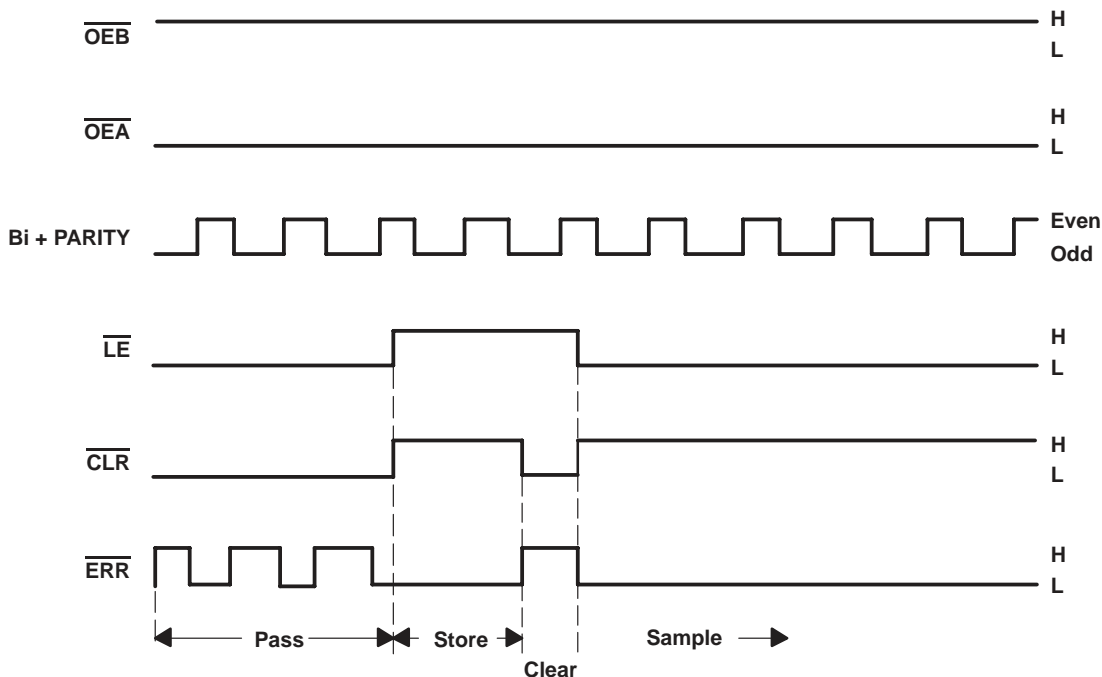 OEB
H
L
OEA
H
L
Bi + PARITY
Even
Odd
LE
H
L
CLR
H
L
ERR
H
L
Pass
Store
Sample
Clear